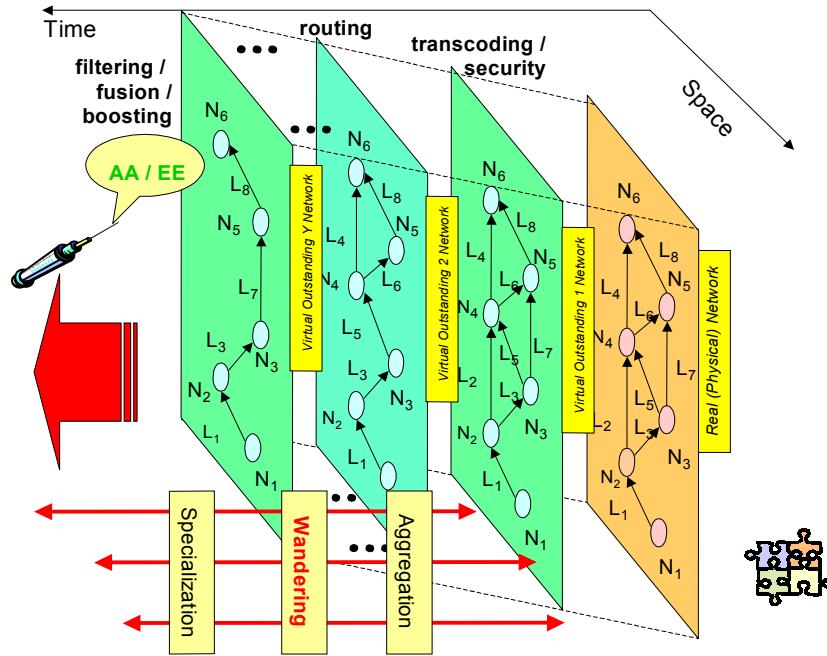 Time
Space
filtering /
fusion /
boosting
routing
transcoding /
security
AA / EE
N6
L8
N5
L7
L3
N3
N2
L1
N1
Virtual Outstanding Y Network
N6
L8
N5
L4
N4
L6
L5
L3
N3
N2
L1
Virtual Outstanding 2 Network
N6
L8
N5
L4
L6
N4
L5
L7
L2
L3
N2
N3
L1
N1
Virtual Outstanding 1 Network
N6
L8
N5
L4
L6
N4
L7
L5
L2
L3
N3
N2
L1
N1
Real (Physical) Network
Specialization
Wandering
Aggregation